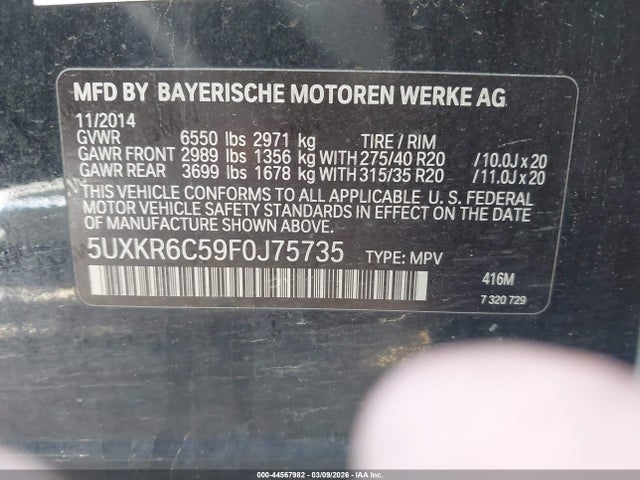 MFD BY BAYERISCHE MOTOREN WERKE AG
11/2014
GVWR 6550 lbs 2971 kg TIRE / RIM
GAWR FRONT 2989 lbs 1356 kg WITH 275/40 R20 /10.0J x 20
GAWR REAR 3699 lbs 1678 kg WITH 315/35 R20 /11.0J x 20
THIS VEHICLE CONFORMS TO ALL APPLICABLE U. S. FEDERAL
MOTOR VEHICLE SAFETY STANDARDS IN EFFECT ON THE DATE
OF MANUFACTURE SHOWN ABOVE.
5UXKR6C59F0J75735 TYPE: MPV
416M
7 320 729
000-44567982 | 03/09/2026 | IAA Inc.